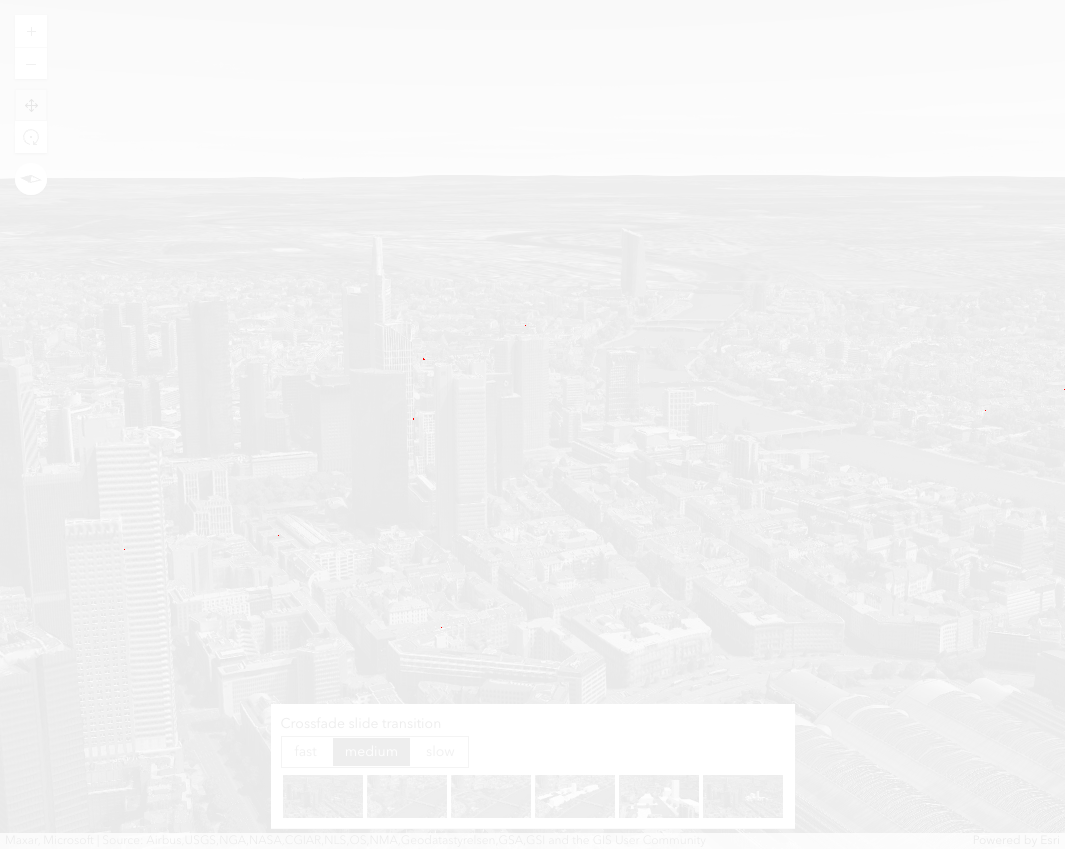 Crossfade slide transition
fast medium slow
Maxar, Microsoft | Source: Airbus,USGS,NGA,NASA,CGIAR,NLS,OS,NMA,Geodatastyrelsen,GSA,GSI and the GIS User Community
Powered by Esri